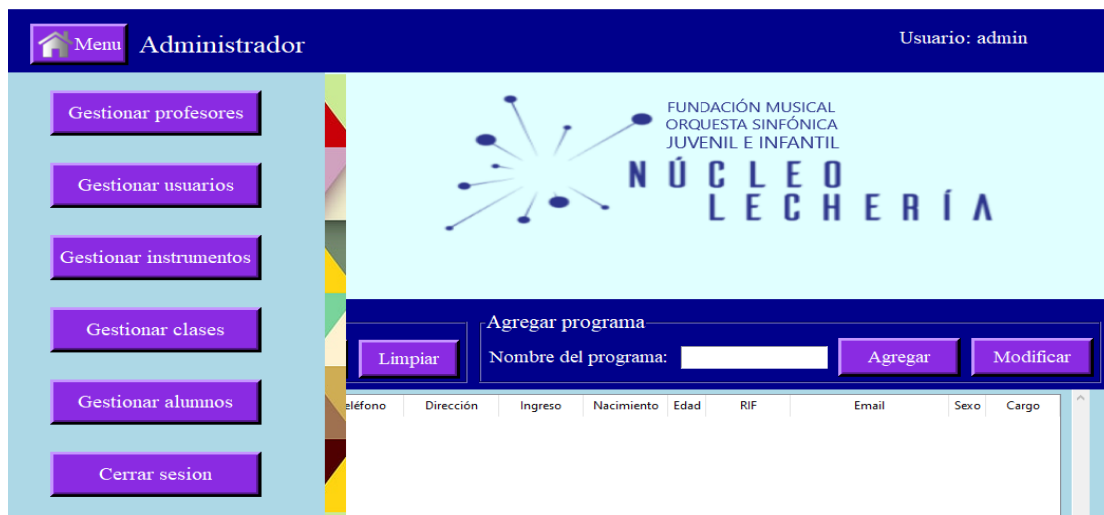 Menu
Administrador
Usuario: admin
Gestionar profesores
Gestionar usuarios
Gestionar instrumentos
Gestionar clases
Gestionar alumnos
Cerrar sesion
FUNDACIÓN MUSICAL
ORQUESTA SINFÓNICA
JUVENIL E INFANTIL
NÚCLEO
LECHERÍA
Limpiar
Agregar programa
Nombre del programa:
Agregar
Modificar
eléfono Dirección Ingreso Nacimiento Edad RIF Email Sexo Cargo